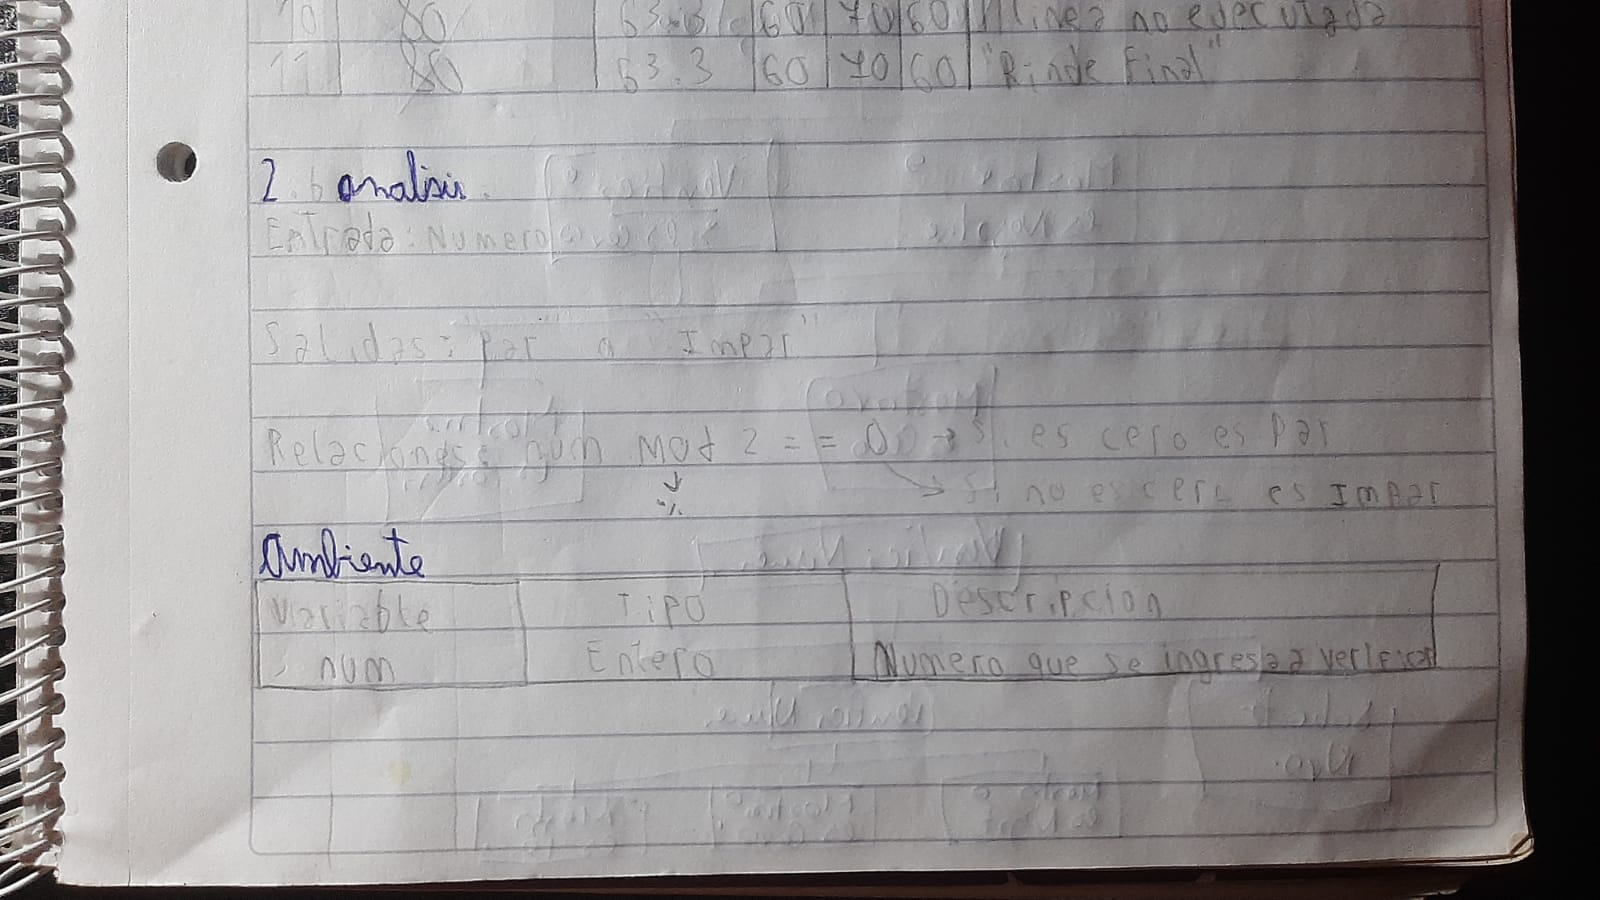 10 80 63.3 60 70 60 // linea no ejecutada
11 80 63.3 60 70 60 "Rinde Final"
2.b analisis.
Entrada: Numero
Salidas: "Par" o "Impar"
Relaciones: num Mod 2 = = 0 → Si es cero es Par
→ Si no es cero es Impar
%
Ambiente
Variable Tipo Descripcion
num Entero Numero que se ingresa a verificar